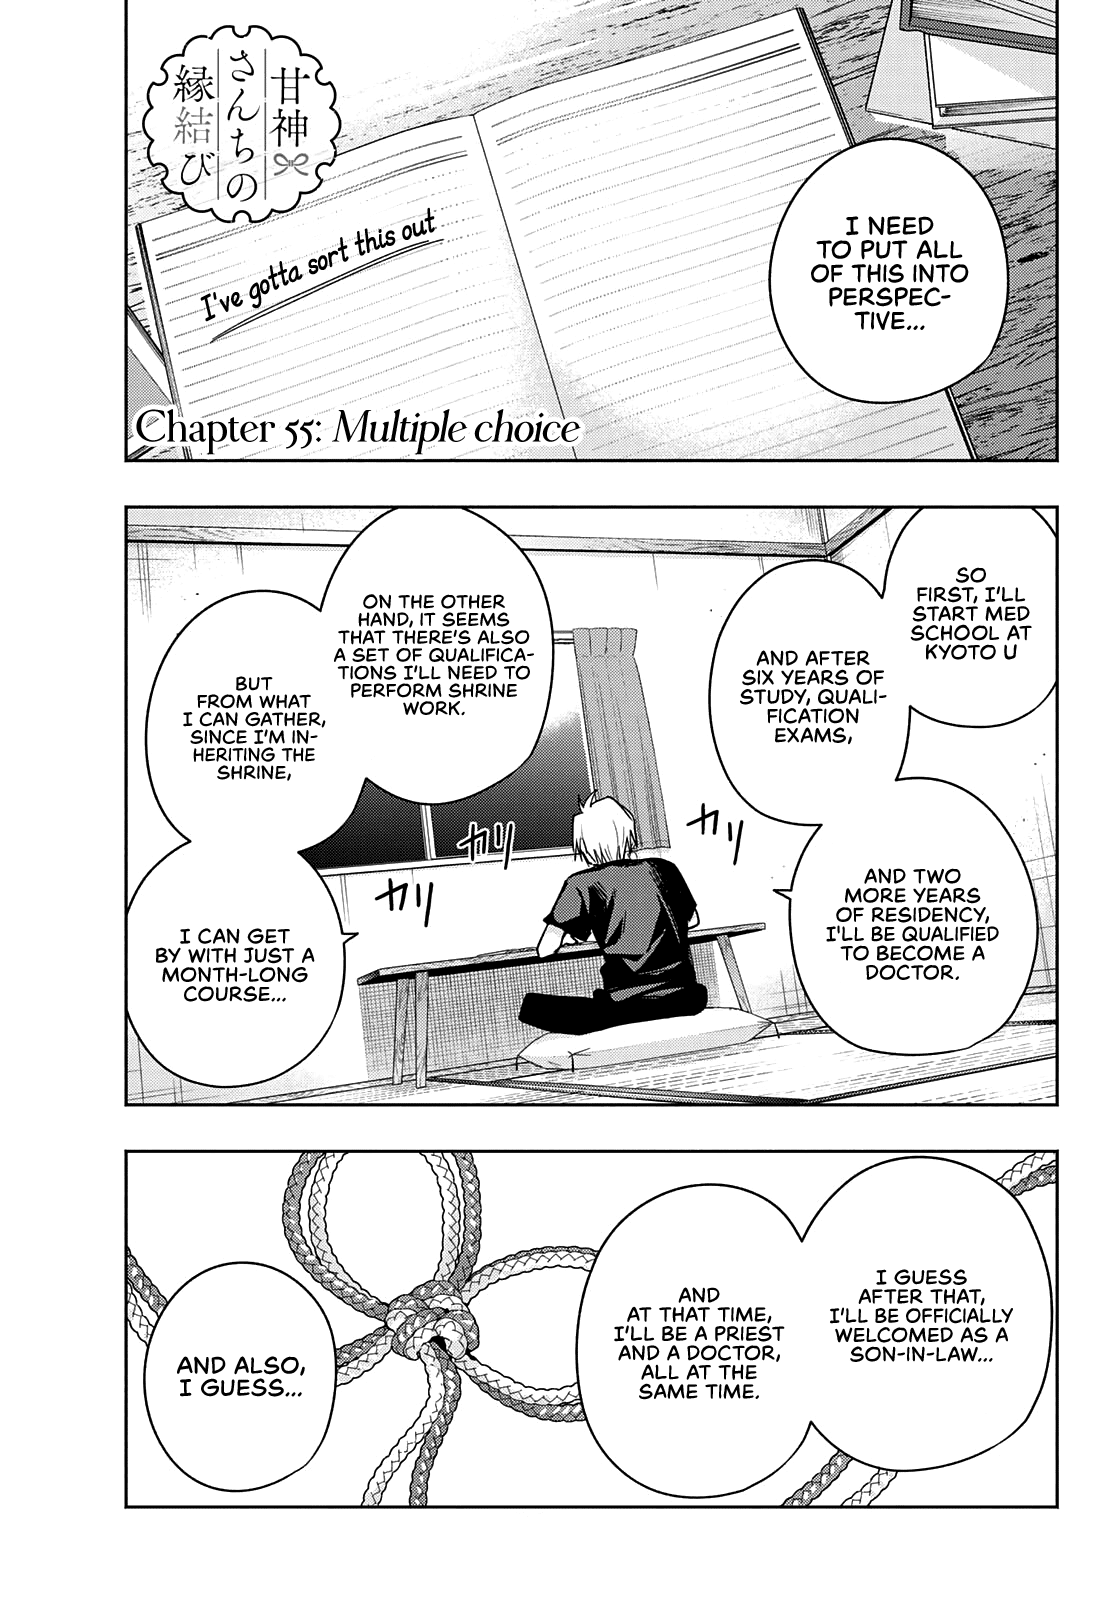 甘神
さんちの
縁結び
I NEED
TO PUT ALL
OF THIS INTO
PERSPEC-
TIVE...
I've gotta sort this out
Chapter 55: Multiple choice
SO
FIRST, I'LL
START MED
SCHOOL AT
KYOTO U
AND AFTER
SIX YEARS OF
STUDY, QUALI-
FICATION
EXAMS,
AND TWO
MORE YEARS
OF RESIDENCY,
I'LL BE QUALIFIED
TO BECOME A
DOCTOR.
ON THE OTHER
HAND, IT SEEMS
THAT THERE'S ALSO
A SET OF QUALIFICA-
TIONS I'LL NEED TO
PERFORM SHRINE
WORK.
BUT
FROM WHAT
I CAN GATHER,
SINCE I'M IN-
HERITING THE
SHRINE,
I CAN GET
BY WITH JUST A
MONTH-LONG
COURSE...
カリ
カリ
カリ
I GUESS
AFTER THAT,
I'LL BE OFFICIALLY
WELCOMED AS A
SON-IN-LAW...
AND
AT THAT TIME,
I'LL BE A PRIEST
AND A DOCTOR,
ALL AT THE
SAME TIME.
AND ALSO,
I GUESS...